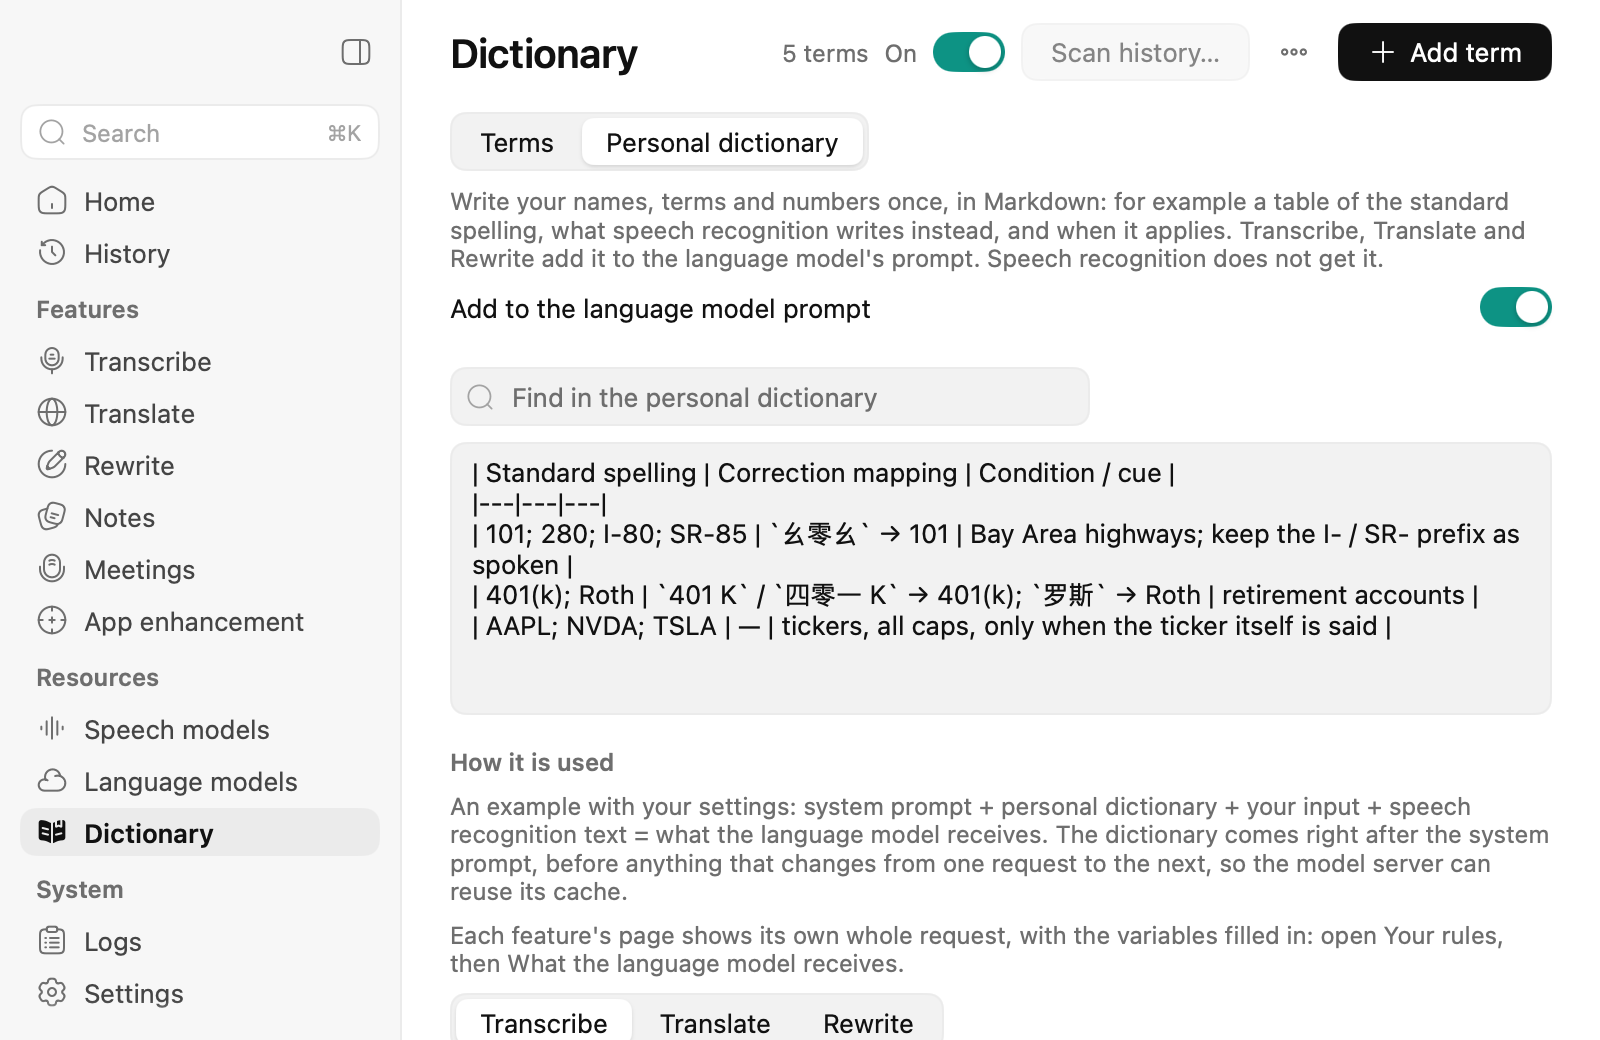 Search ⌘K
Home
History
Features
Transcribe
Translate
Rewrite
Notes
Meetings
App enhancement
Resources
Speech models
Language models
Dictionary
System
Logs
Settings
Dictionary
5 terms On
Scan history...
+ Add term
Terms
Personal dictionary
Write your names, terms and numbers once, in Markdown: for example a table of the standard
spelling, what speech recognition writes instead, and when it applies. Transcribe, Translate and
Rewrite add it to the language model's prompt. Speech recognition does not get it.
Add to the language model prompt
Find in the personal dictionary
| Standard spelling | Correction mapping | Condition / cue |
|---|---|---|
| 101; 280; I-80; SR-85 | `幺零幺` → 101 | Bay Area highways; keep the I- / SR- prefix as
spoken |
| 401(k); Roth | `401 K` / `四零一 K` → 401(k); `罗斯` → Roth | retirement accounts |
| AAPL; NVDA; TSLA | — | tickers, all caps, only when the ticker itself is said |
How it is used
An example with your settings: system prompt + personal dictionary + your input + speech
recognition text = what the language model receives. The dictionary comes right after the system
prompt, before anything that changes from one request to the next, so the model server can
reuse its cache.
Each feature's page shows its own whole request, with the variables filled in: open Your rules,
then What the language model receives.
Transcribe
Translate
Rewrite